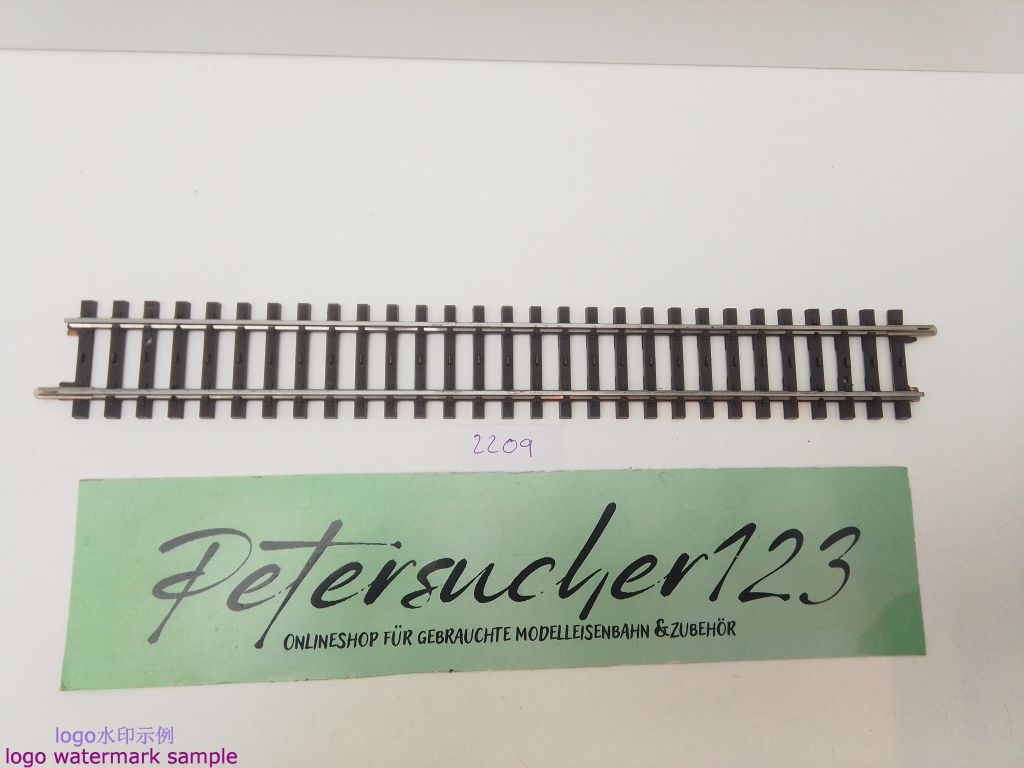 2209
Petersucher123
ONLINESHOP FÜR GEBRAUCHTE MODELLEISENBAHN & ZUBEHÖR
logo水印示例
logo watermark sample